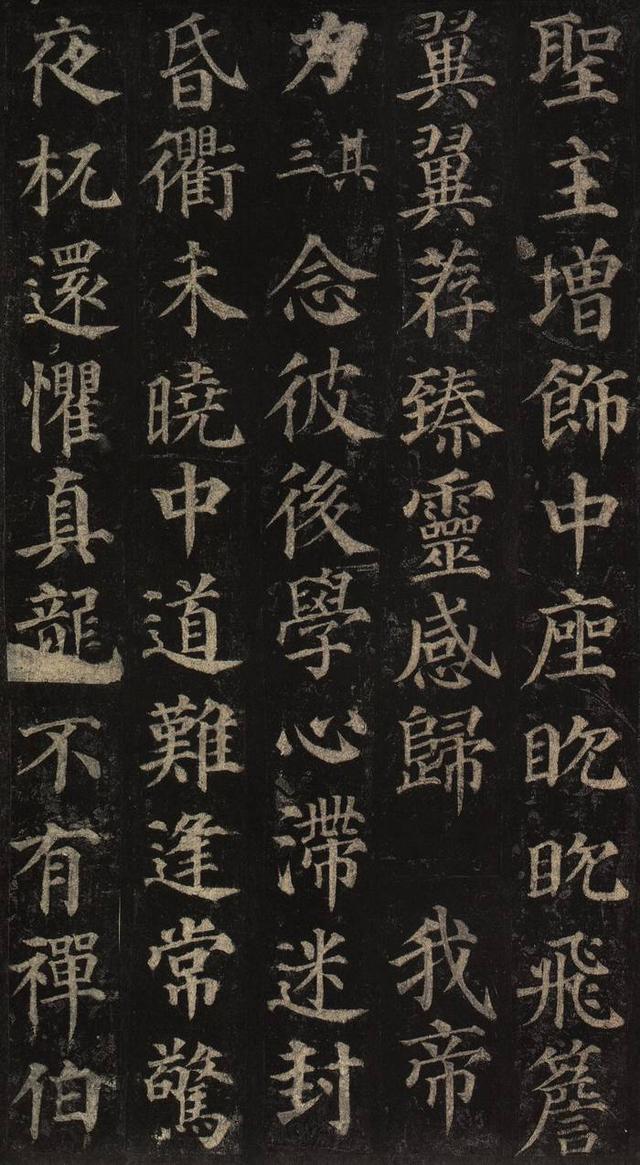 聖主增飾中座眖眖飛簷
翼翼荐臻靈感歸我帝
力其三念彼後學心滯迷封
昏衢未曉中道難逢常驚
夜杌還懼真龍不有禪伯